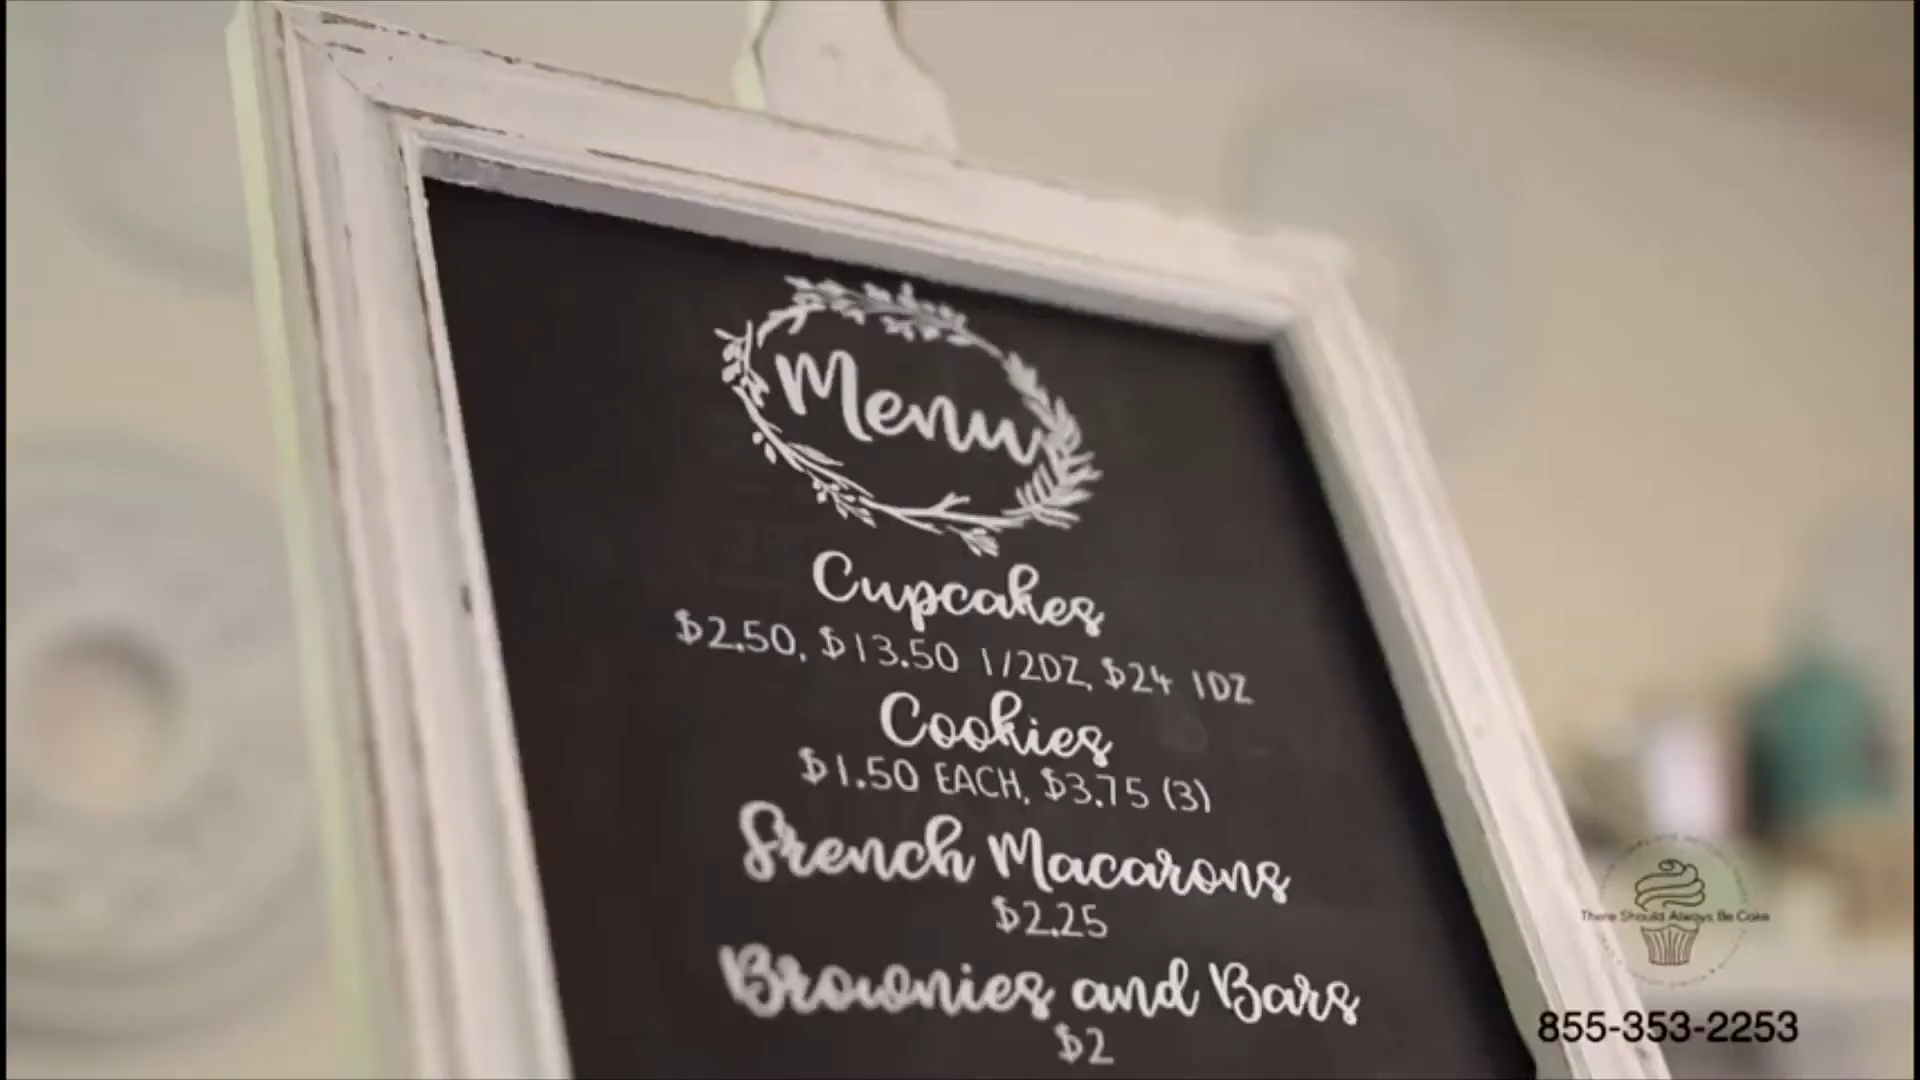 Menu
Cupcakes
$2.50, $13.50 1/2DZ, $24 1DZ
Cookies
$1.50 EACH, $3.75 (3)
French Macarons
$2.25
Brownies and Bars
$2
There Should Always Be Cake
855-353-2253